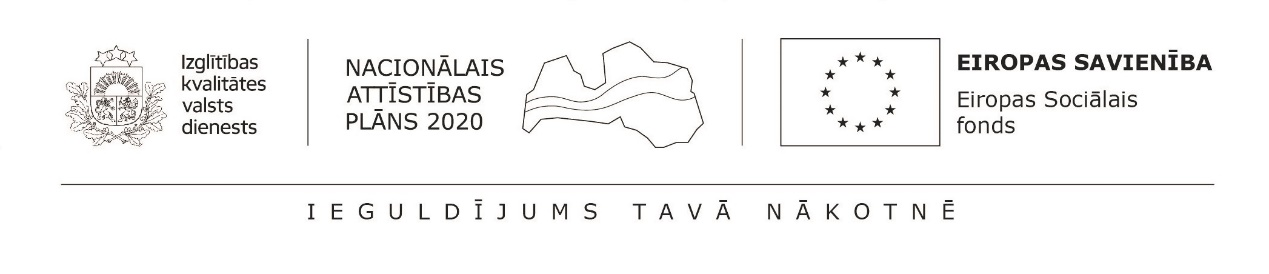 Izglītības
kvalitātes
valsts
dienests
NACIONĀLAIS
ATTĪSTĪBAS
PLĀNS 2020
EIROPAS SAVIENĪBA
Eiropas Sociālais
fonds
IEGULDĪJUMS TAVĀ NĀKOTNĒ